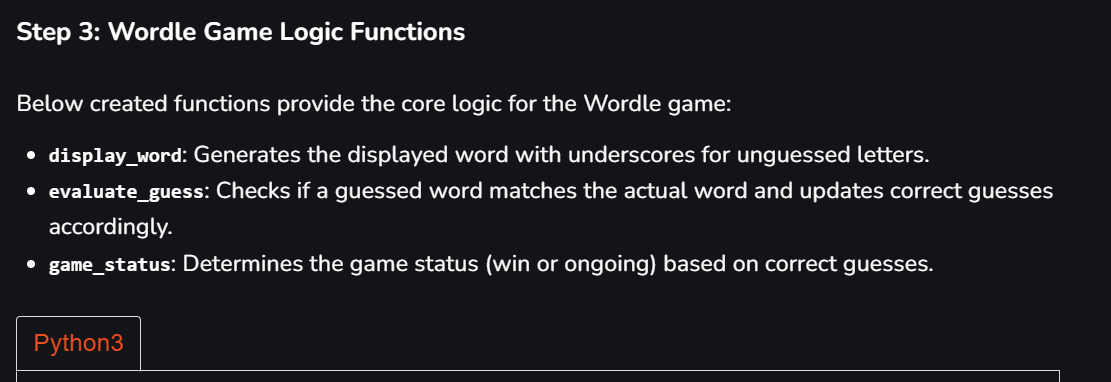 Step 3: Wordle Game Logic Functions
Below created functions provide the core logic for the Wordle game:
display_word: Generates the displayed word with underscores for unguessed letters.
evaluate_guess: Checks if a guessed word matches the actual word and updates correct guesses
accordingly.
game_status: Determines the game status (win or ongoing) based on correct guesses.
Python3